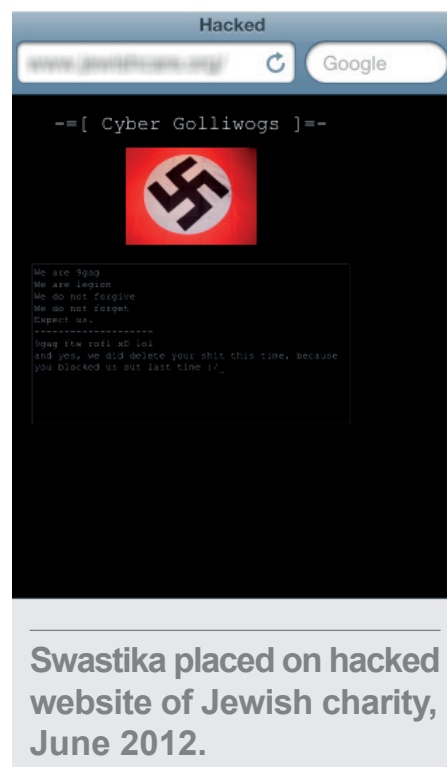 Hacked
Google
-=[ Cyber Golliwogs ]=-
We are 9gag
We are legion
We do not forgive
We do not forget
Expect us.
--------------------
9gag ftw rofl xD lol
and yes, we did delete your shit this time, because
you blocked us out last time :/_
Swastika placed on hacked
website of Jewish charity,
June 2012.